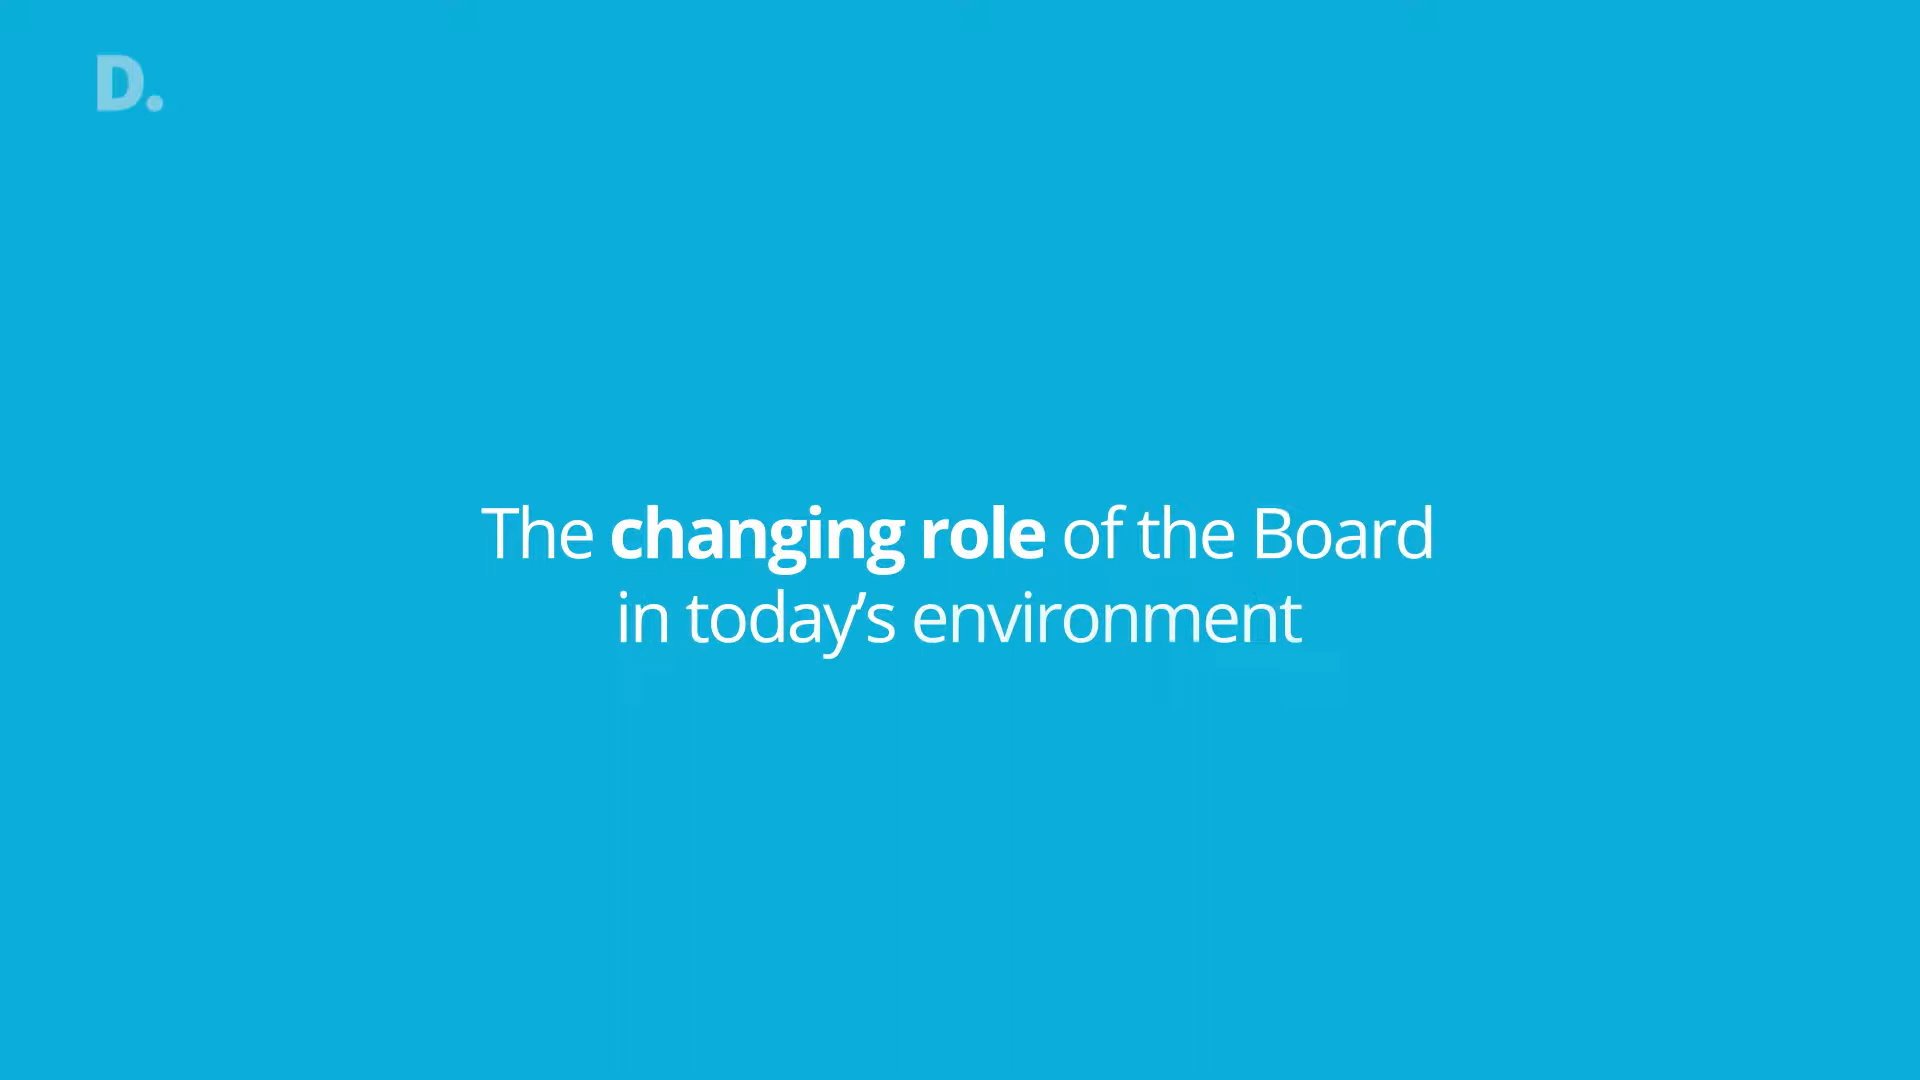 D.
The changing role of the Board
in today’s environment